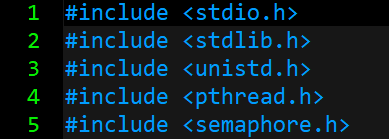 1 #include <stdio.h>
2 #include <stdlib.h>
3 #include <unistd.h>
4 #include <pthread.h>
5 #include <semaphore.h>